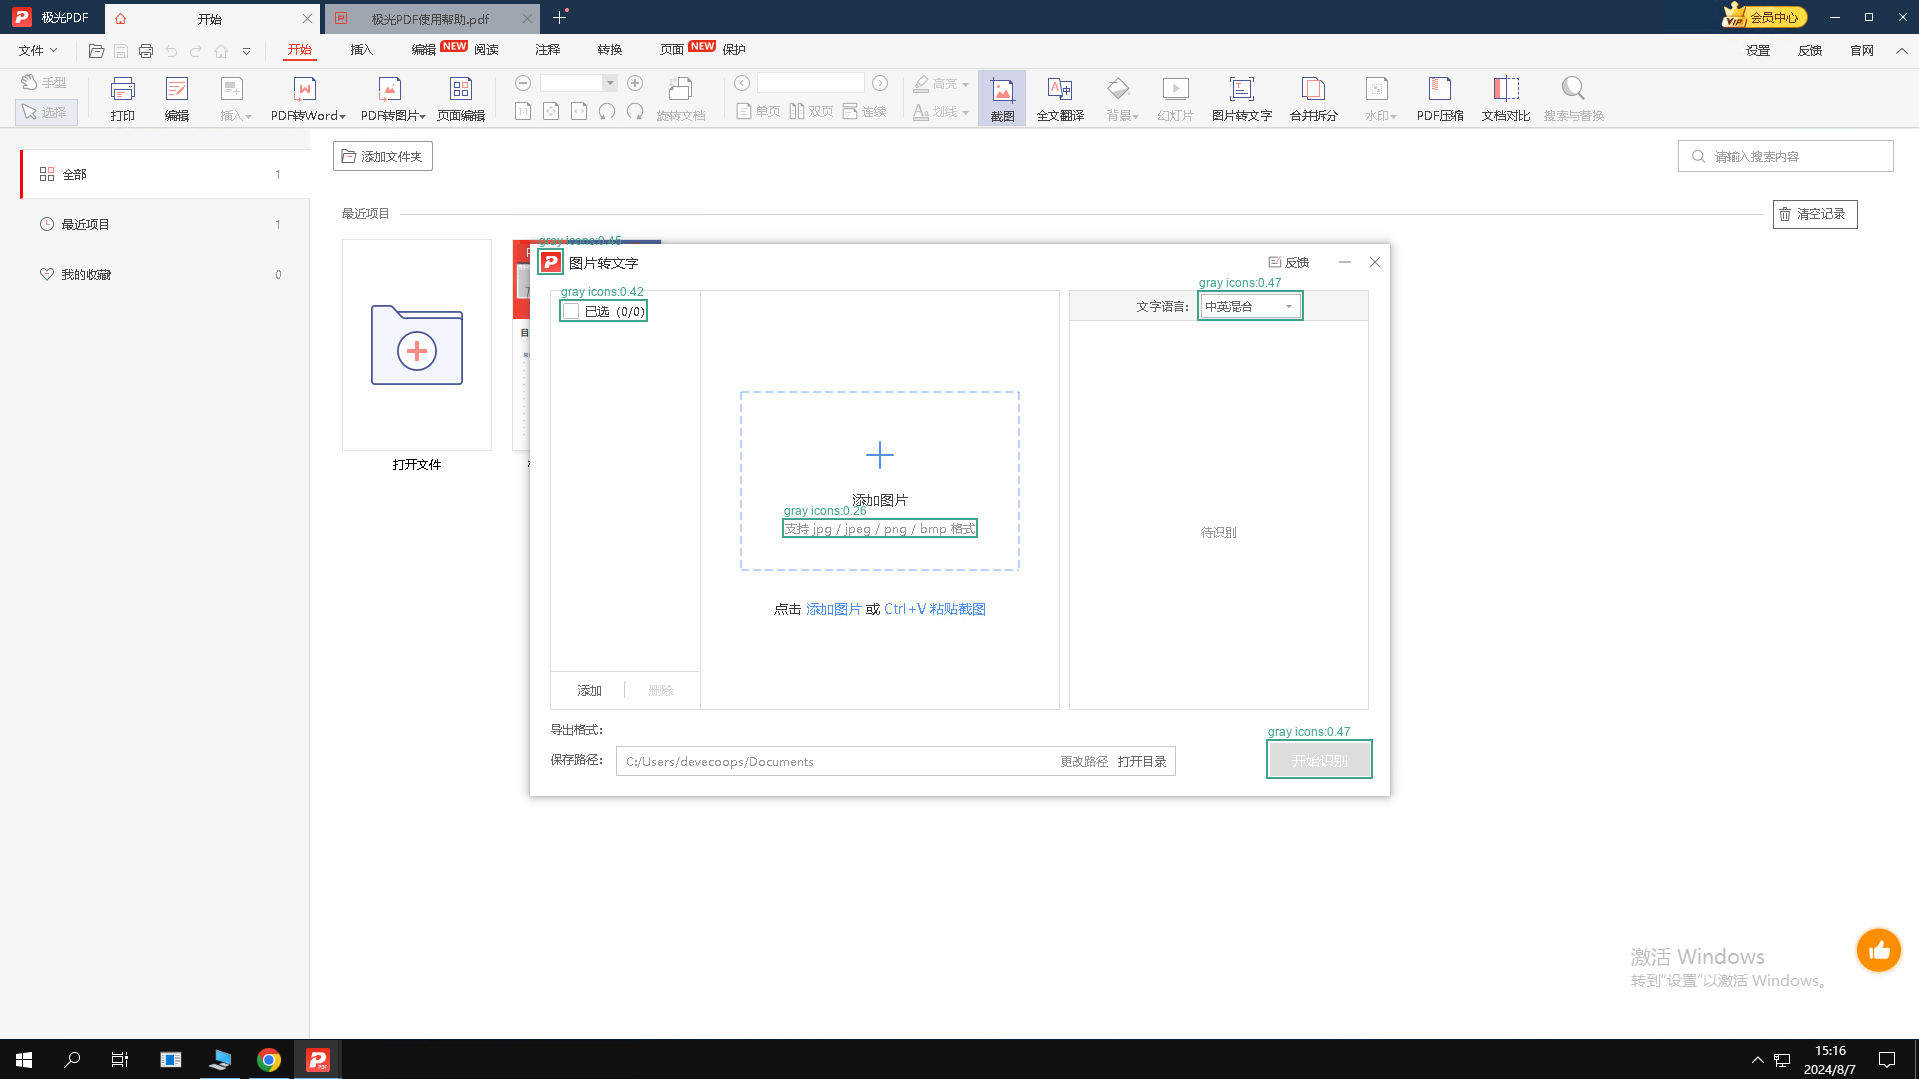 极光PDF
开始
极光PDF使用帮助.pdf
VIP 会员中心
文件
开始
插入
编辑
NEW
阅读
注释
转换
页面
NEW
保护
设置
反馈
官网
手型
选择
打印
编辑
插入
PDF转Word
PDF转图片
页面编辑
1:1
旋转文档
单页
双页
连续
高亮
划线
截图
全文翻译
背景
幻灯片
图片转文字
合并拆分
水印
PDF压缩
文档对比
搜索与替换
全部
1
最近项目
1
我的收藏
0
添加文件夹
请输入搜索内容
最近项目
清空记录
打开文件
gray icons:0.45
图片转文字
反馈
gray icons:0.42
已选 (0/0)
gray icons:0.47
文字语言:
中英混合
添加图片
gray icons:0.26
支持 jpg / jpeg / png / bmp 格式
点击 添加图片 或 Ctrl+V 粘贴截图
待识别
添加
删除
导出格式:
保存路径:
C:/Users/devecoops/Documents
更改路径
打开目录
gray icons:0.47
开始识别
激活 Windows
转到"设置"以激活 Windows。
15:16
2024/8/7